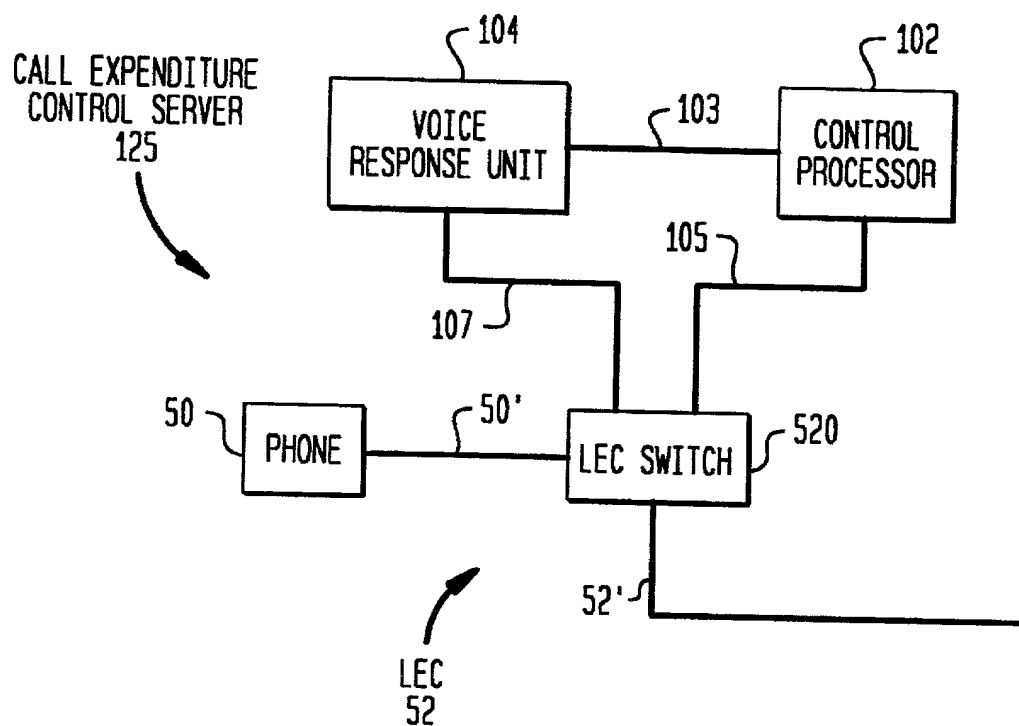 104
102
CALL EXPENDITURE
CONTROL SERVER
125
VOICE
RESPONSE UNIT
103
CONTROL
PROCESSOR
105
107
50
PHONE
50'
LEC SWITCH
520
52'
LEC
52